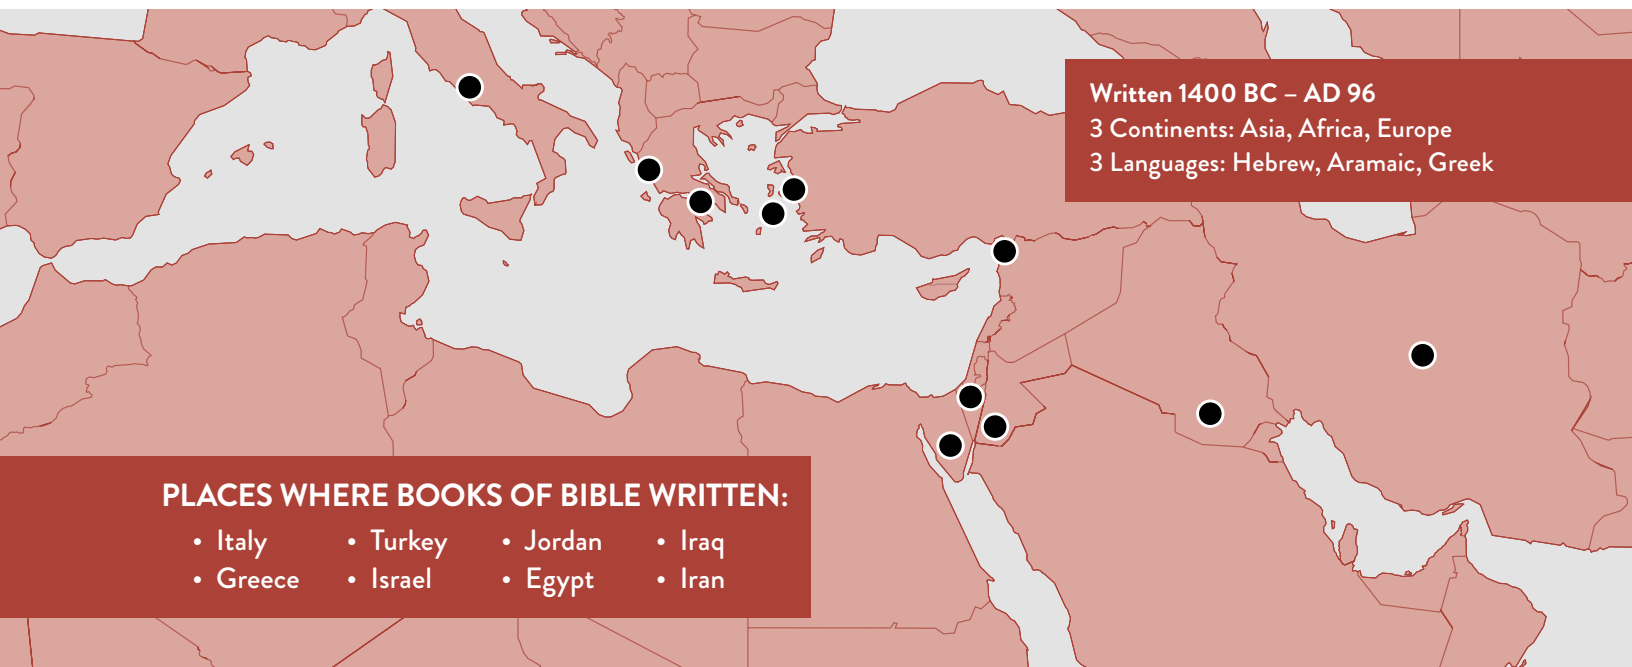 Written 1400 BC – AD 96
3 Continents: Asia, Africa, Europe
3 Languages: Hebrew, Aramaic, Greek
PLACES WHERE BOOKS OF BIBLE WRITTEN:
• Italy • Turkey • Jordan • Iraq
• Greece • Israel • Egypt • Iran